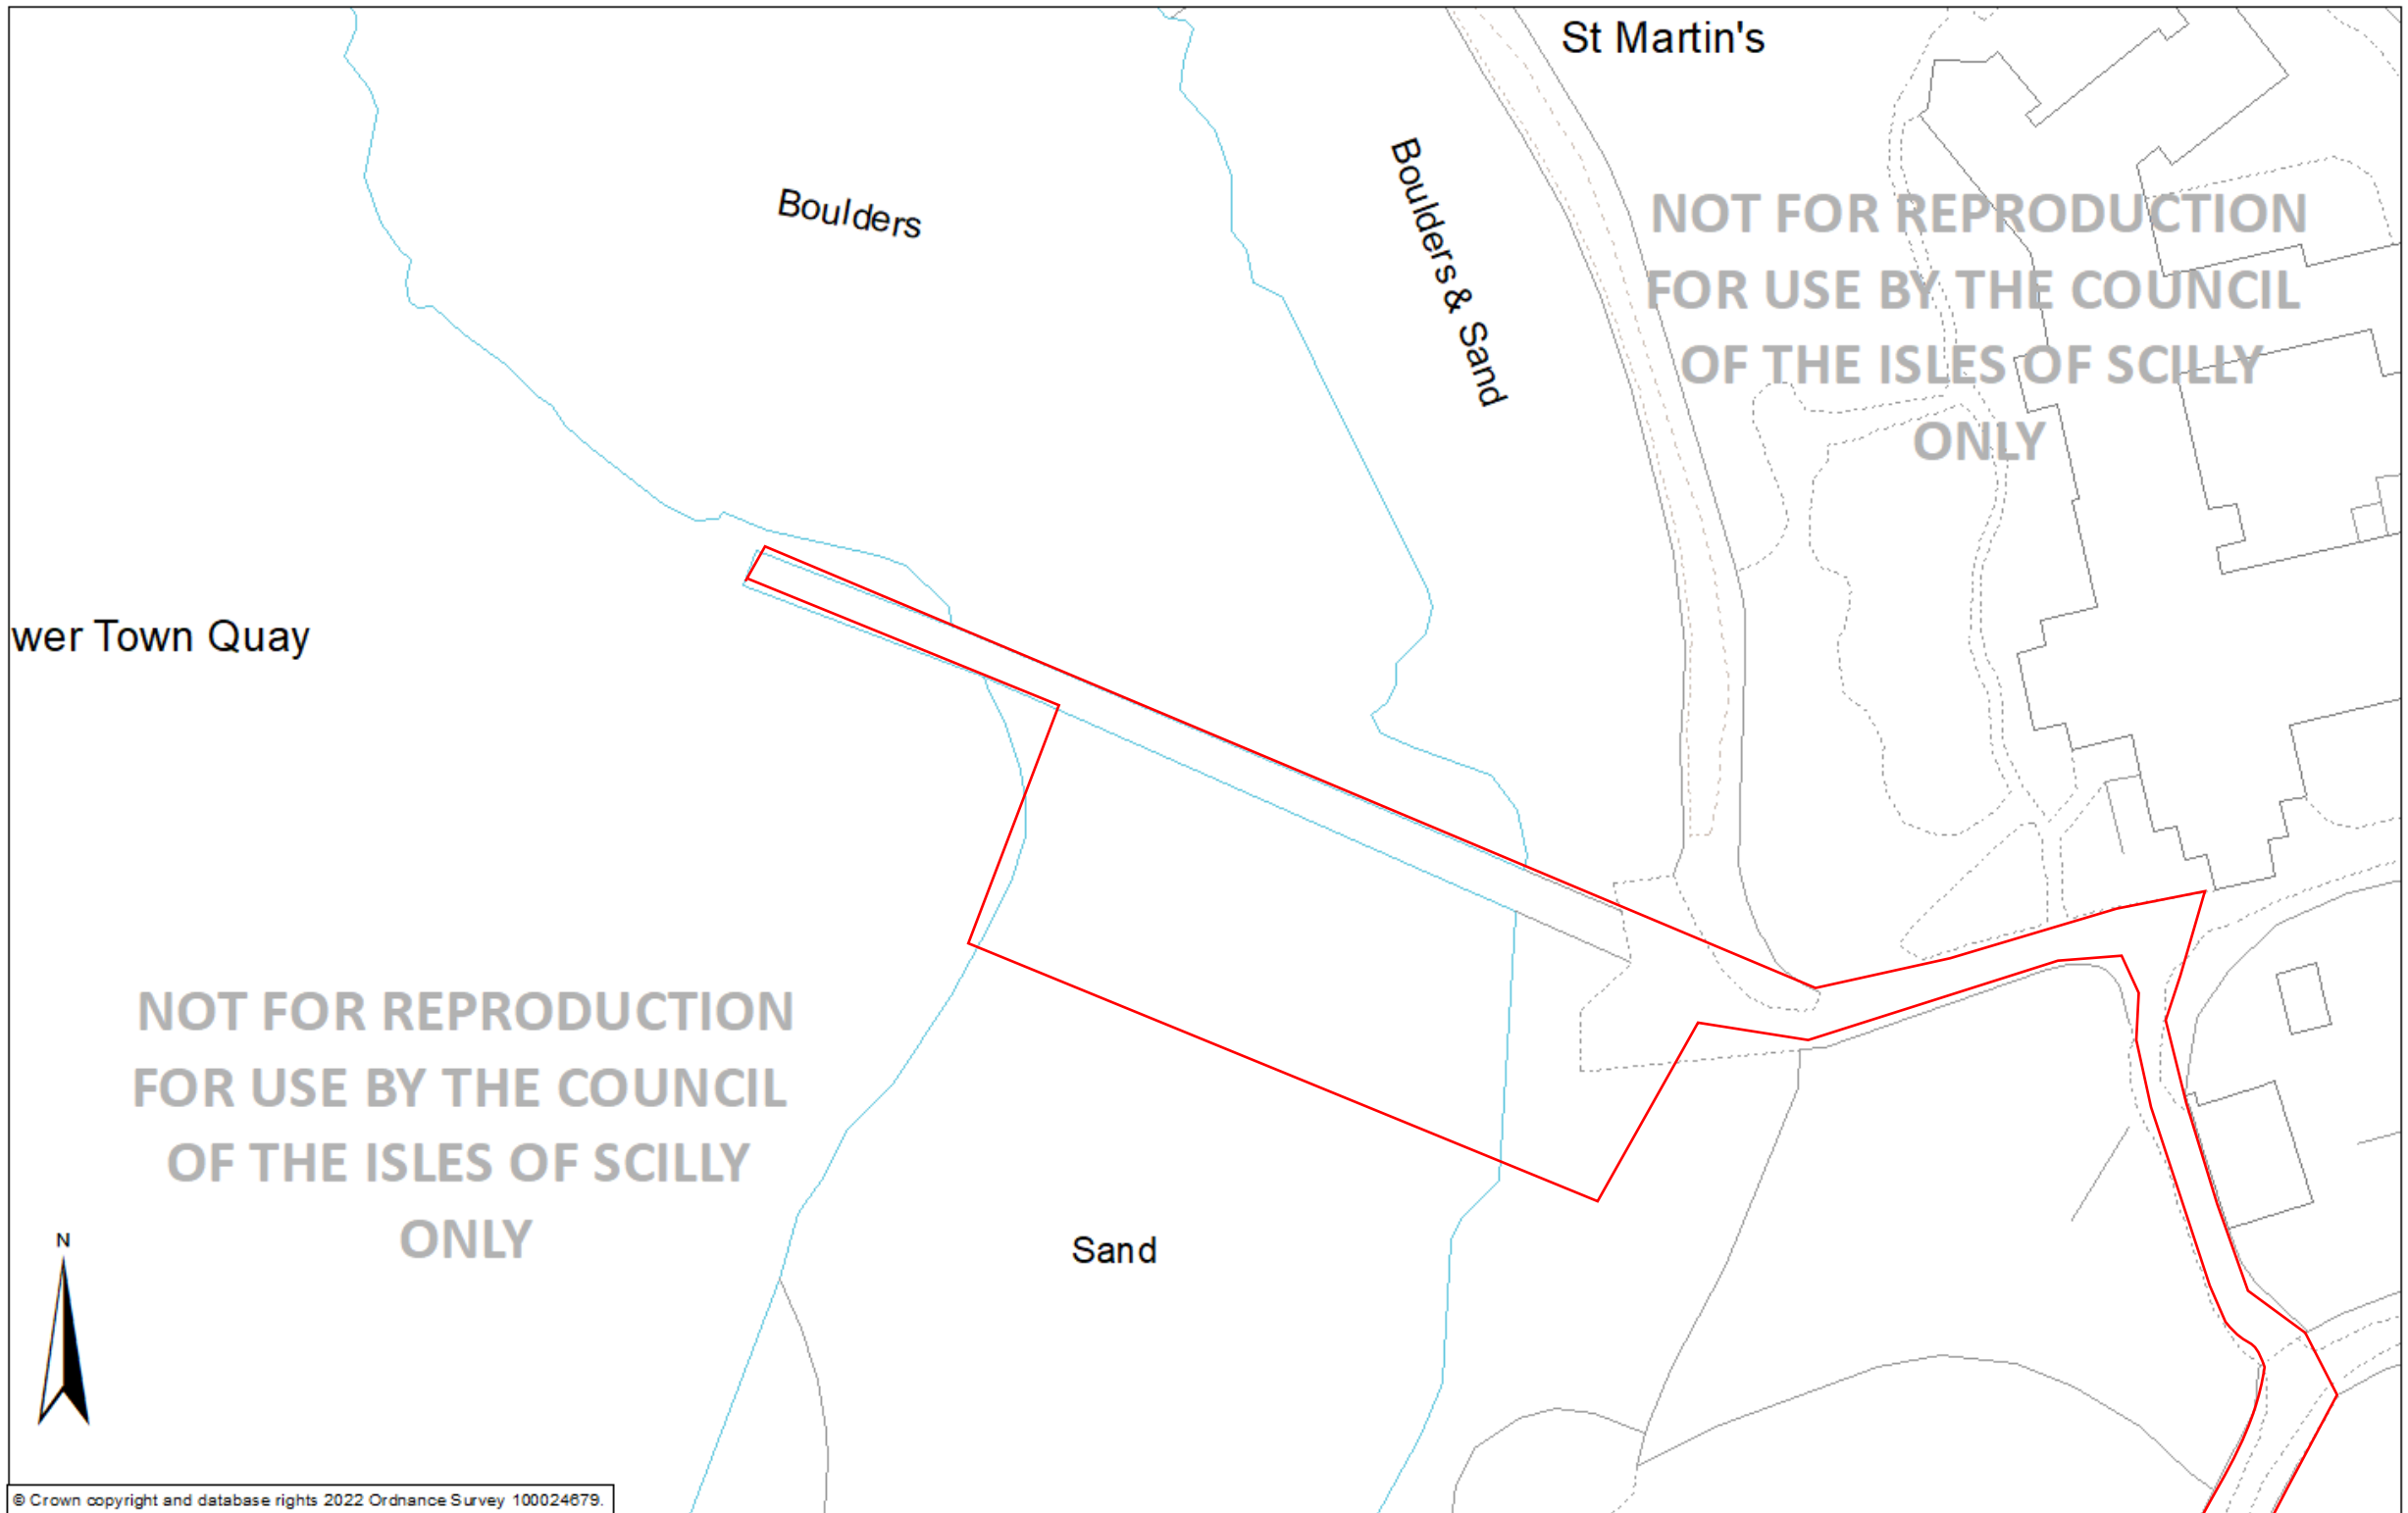 St Martin's
Boulders
Boulders & Sand
NOT FOR REPRODUCTION
FOR USE BY THE COUNCIL
OF THE ISLES OF SCILLY
ONLY
wer Town Quay
NOT FOR REPRODUCTION
FOR USE BY THE COUNCIL
OF THE ISLES OF SCILLY
ONLY
N
Sand
© Crown copyright and database rights 2022 Ordnance Survey 100024679.